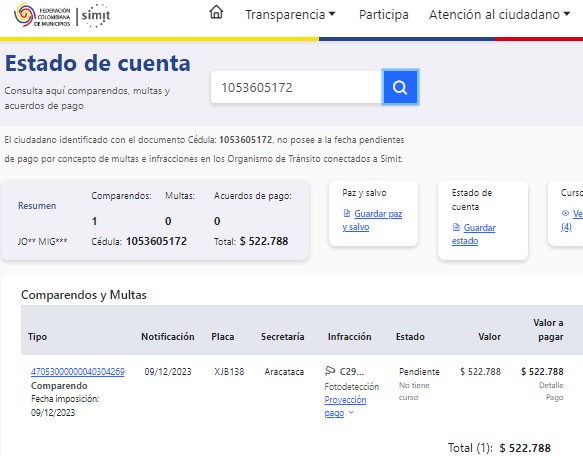 FEDERACIÓN
COLOMBIANA
DE MUNICIPIOS
simit
Transparencia
Participa
Atención al ciudadano
Estado de cuenta
Consulta aquí comparendos, multas y
acuerdos de pago
1053605172
El ciudadano identificado con el documento Cédula: 1053605172, no posee a la fecha pendientes
de pago por concepto de multas e infracciones en los Organismo de Tránsito conectados a Simit.
Resumen
Comparendos: Multas: Acuerdos de pago:
1 0 0
JO** MIG*** Cédula: 1053605172 Total: $ 522.788
Paz y salvo
Guardar paz
y salvo
Estado de
cuenta
Guardar
estado
Curso
Ve
(4)
Comparendos y Multas
Tipo Notificación Placa Secretaría Infracción Estado Valor Valor a
pagar
47053000000040304269 09/12/2023 XJB138 Aracataca C29... Pendiente $ 522.788 $ 522.788
Comparendo
Fecha imposición:
09/12/2023
Fotodetección
Proyección
pago
No tiene
curso
Detalle
Pago
Total (1): $ 522.788